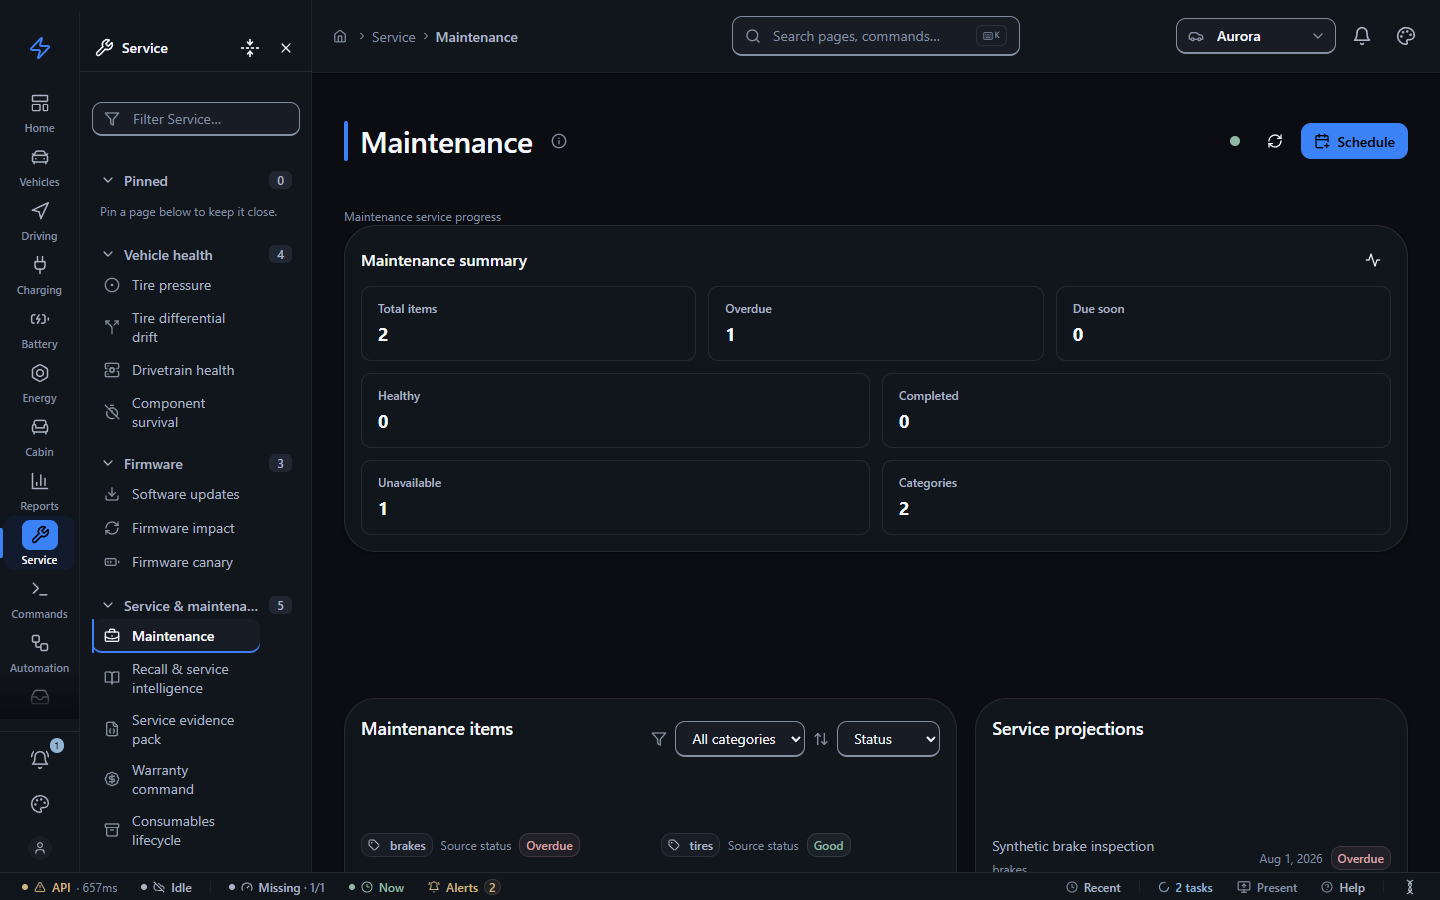 Home
Vehicles
Driving
Charging
Battery
Energy
Cabin
Reports
Service
Commands
Automation
1
Service
Filter Service...
Pinned 0
Pin a page below to keep it close.
Vehicle health 4
Tire pressure
Tire differential
drift
Drivetrain health
Component
survival
Firmware 3
Software updates
Firmware impact
Firmware canary
Service & maintena... 5
Maintenance
Recall & service
intelligence
Service evidence
pack
Warranty
command
Consumables
lifecycle
Service Maintenance
Search pages, commands... K
Aurora
Maintenance
Schedule
Maintenance service progress
Maintenance summary
Total items
2
Overdue
1
Due soon
0
Healthy
0
Completed
0
Unavailable
1
Categories
2
Maintenance items
All categories
Status
brakes Source status Overdue
tires Source status Good
Service projections
Synthetic brake inspection
brakes
Aug 1, 2026 Overdue
API · 657ms Idle Missing · 1/1 Now Alerts 2 Recent 2 tasks Present Help